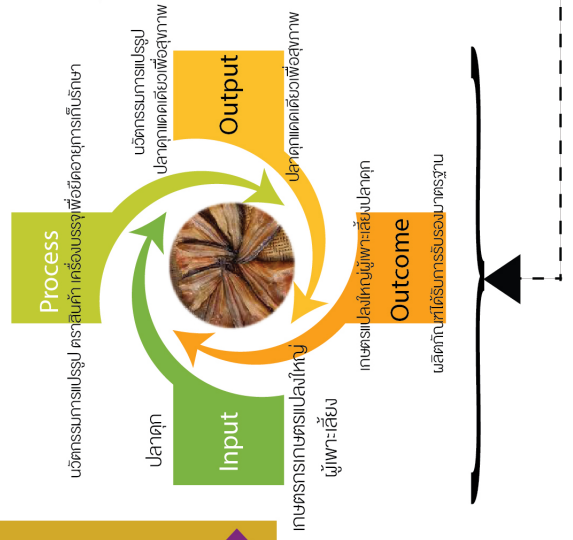 Process
นวัตกรรมการแปรรูป ตราสินค้า เครื่องบรรจุเพื่อยืดอายุการเก็บรักษา
ปลาดุก
Input
เกษตรกรเกษตรแปลงใหญ่
ผู้เพาะเลี้ยง
นวัตกรรมการแปรรูป
ปลาดุกแดดเดียวเพื่อสุขภาพ
Output
ปลาดุกแดดเดียวเพื่อสุขภาพ
เกษตรแปลงใหญ่ผู้เพาะเลี้ยงปลาดุก
Outcome
ผลิตภัณฑ์ได้รับการรับรองมาตรฐาน